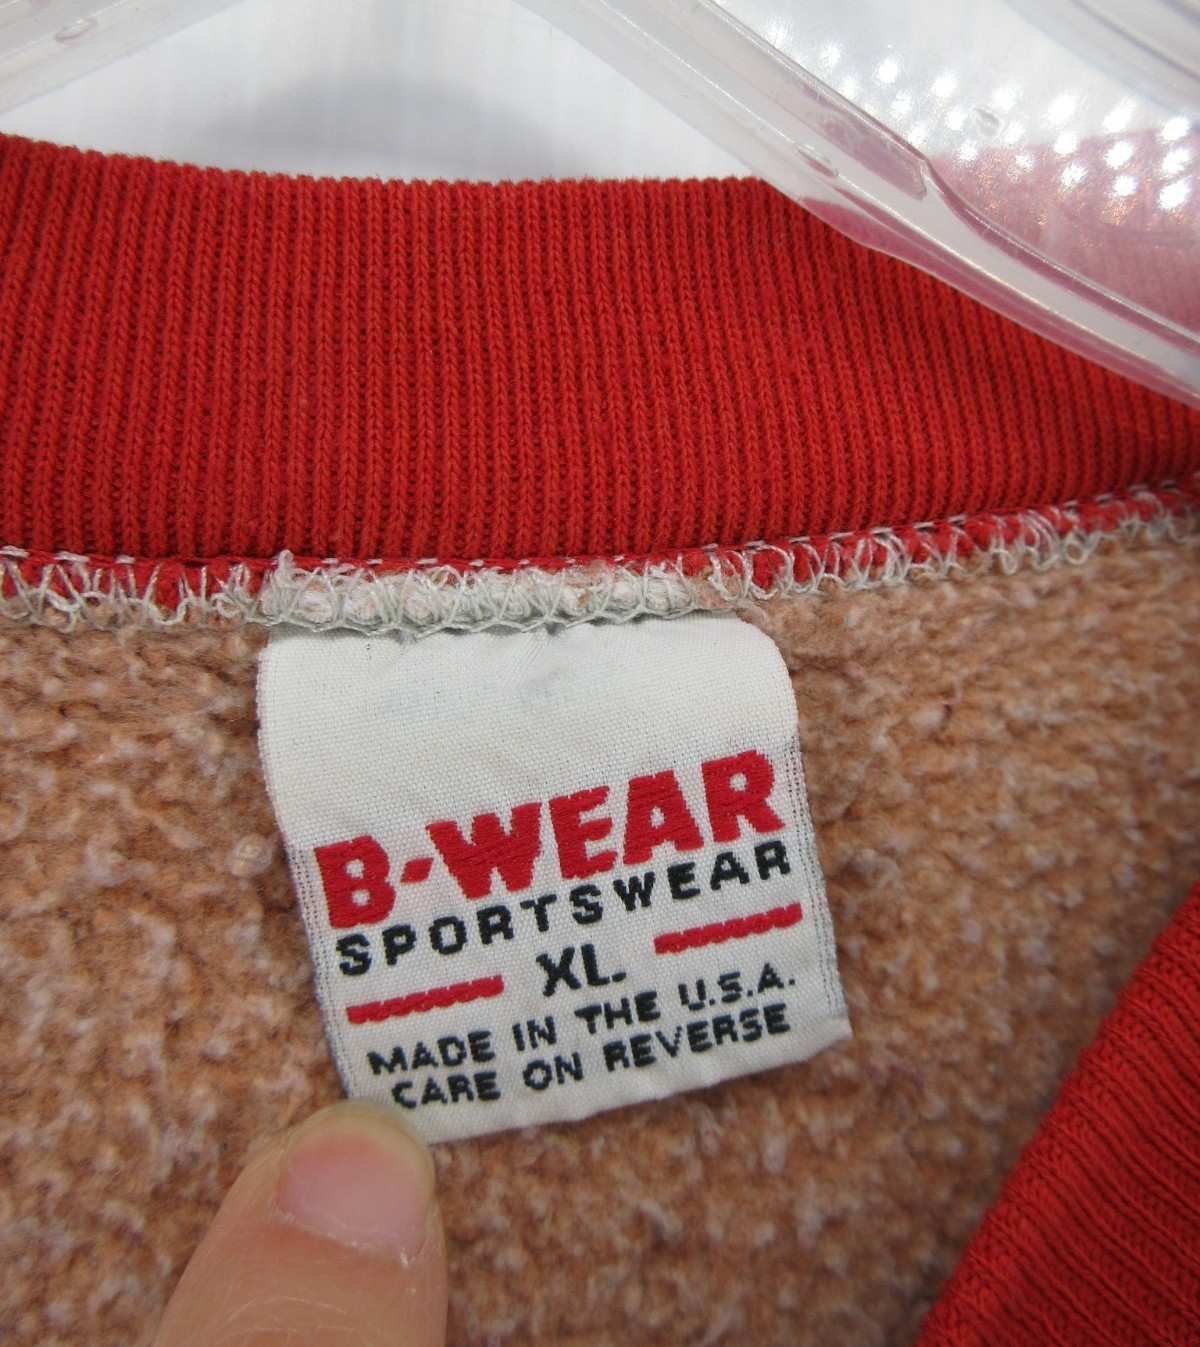 B-WEAR
SPORTSWEAR
XL.
MADE IN THE U.S.A.
CARE ON REVERSE